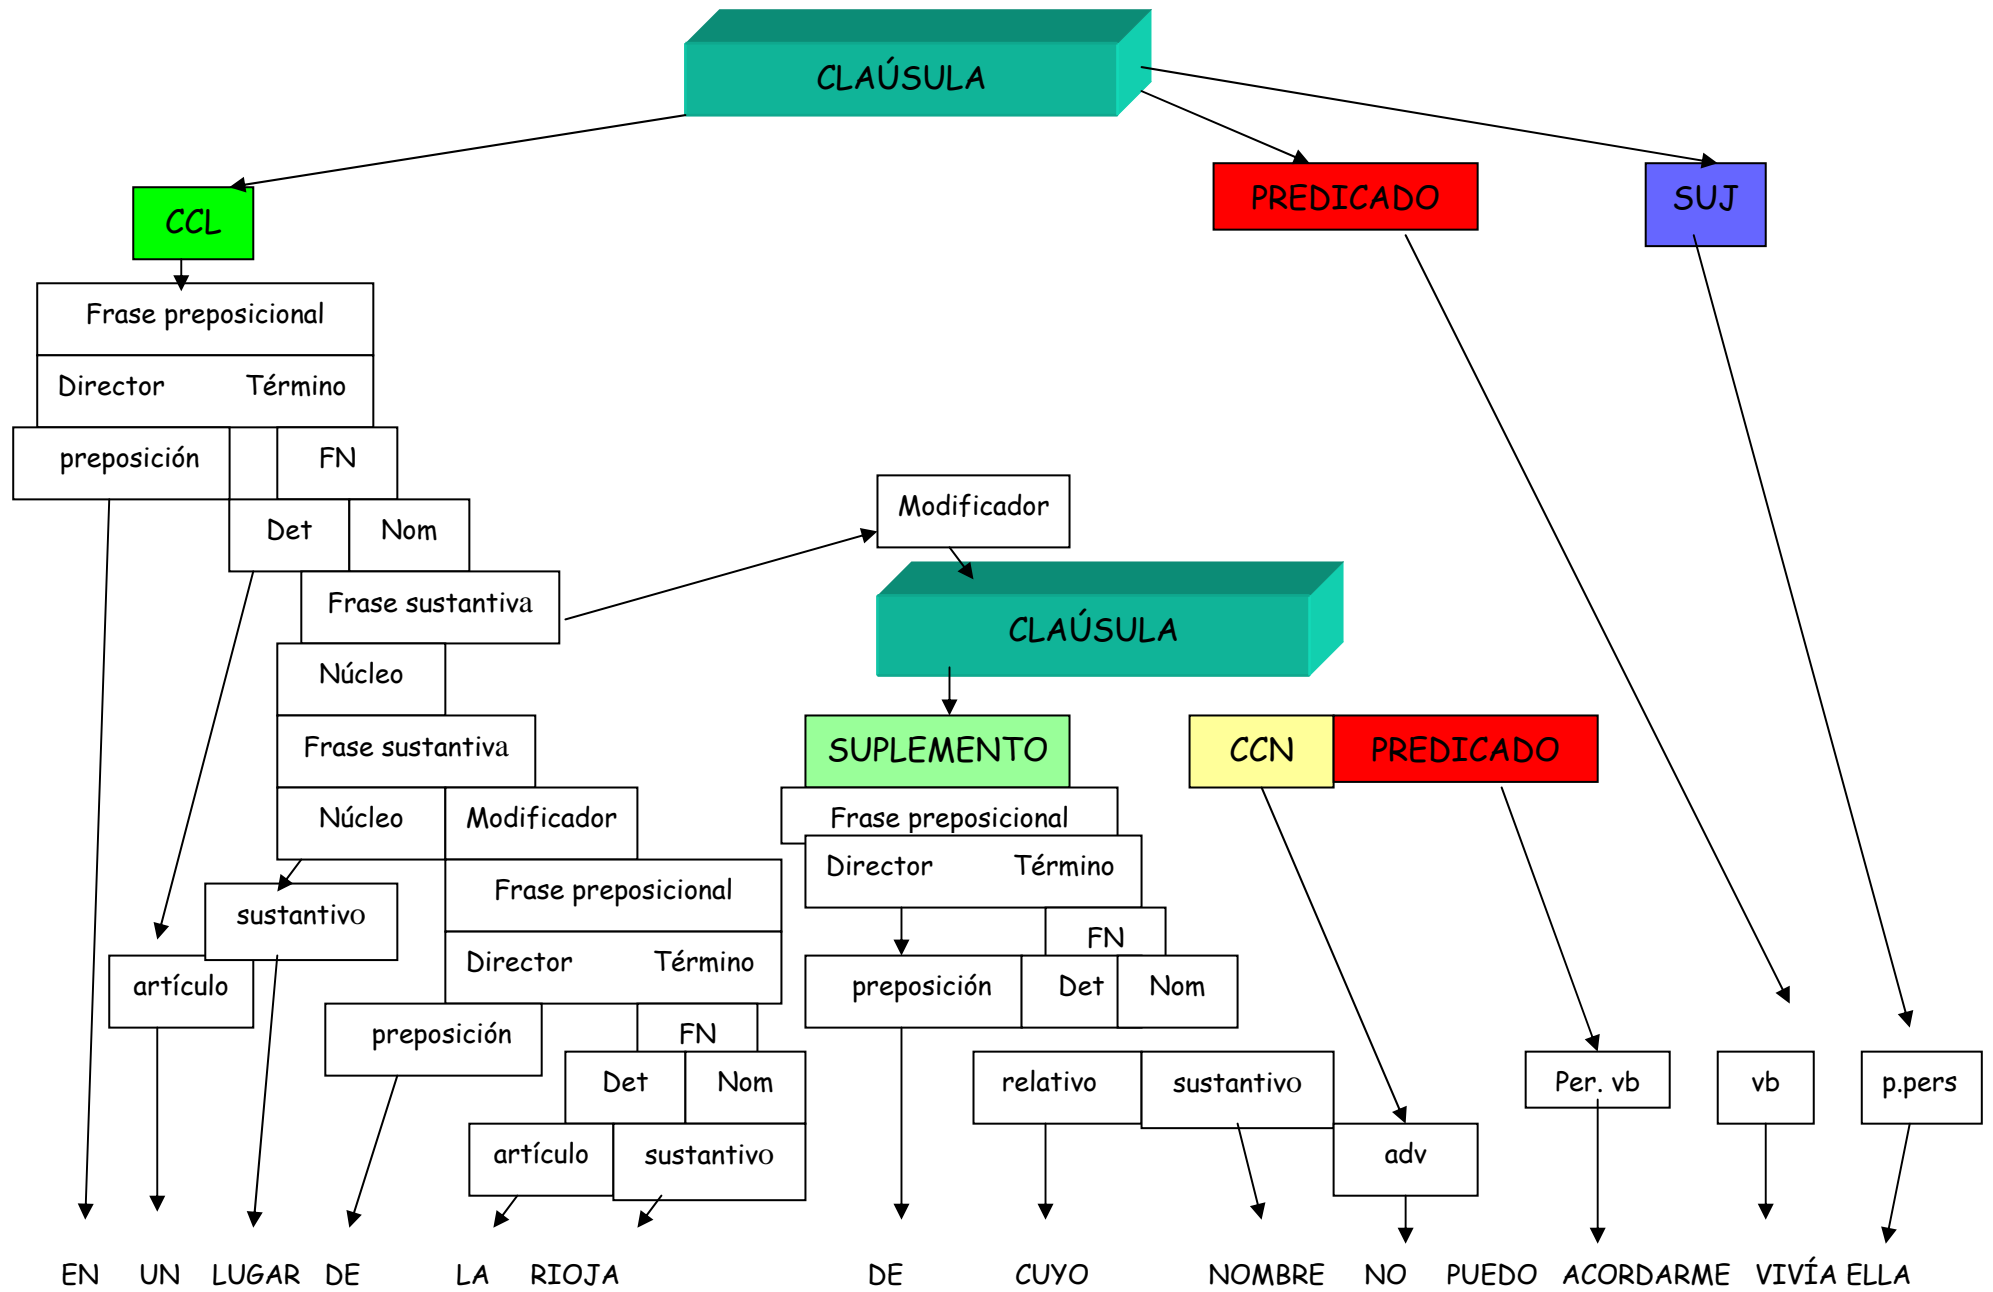 CLAÚSULA
CCL
PREDICADO
SUJ
Frase preposicional
Director Término
preposición
FN
Det
Nom
Frase sustantiva
Núcleo
Frase sustantiva
Núcleo
Modificador
sustantivo
artículo
Frase preposicional
Director Término
preposición
FN
Det
Nom
artículo
sustantivo
Modificador
CLAÚSULA
SUPLEMENTO
CCN
PREDICADO
Frase preposicional
Director Término
FN
preposición
Det
Nom
relativo
sustantivo
adv
Per. vb
vb
p.pers
EN UN LUGAR DE LA RIOJA DE CUYO NOMBRE NO PUEDO ACORDARME VIVÍA ELLA